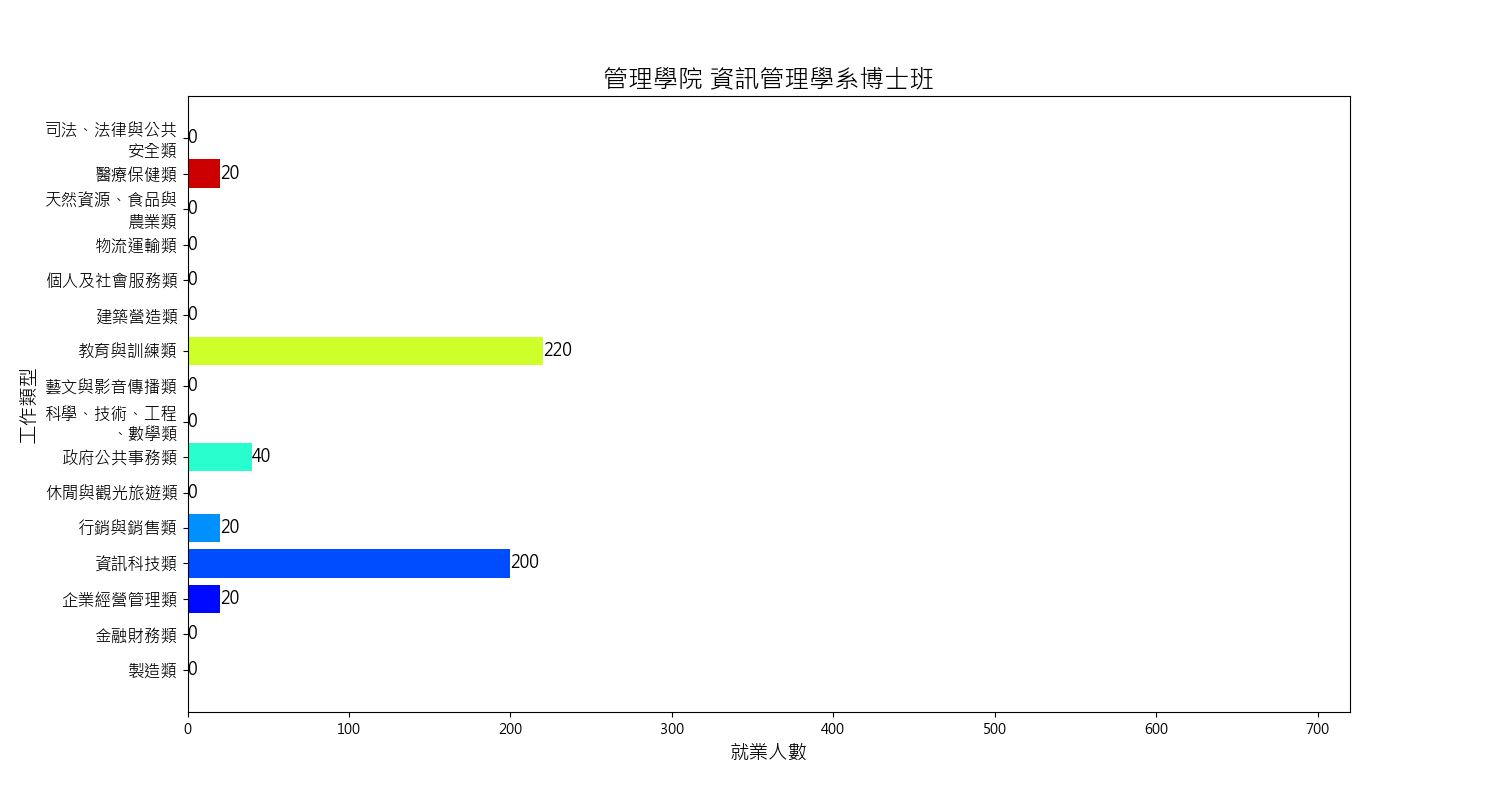 管理學院 資訊管理學系博士班
工作類型
司法、法律與公共
安全類
0
醫療保健類
20
天然資源、食品與
農業類
0
物流運輸類
0
個人及社會服務類
0
建築營造類
0
教育與訓練類
220
藝文與影音傳播類
0
科學、技術、工程
、數學類
0
政府公共事務類
40
休閒與觀光旅遊類
0
行銷與銷售類
20
資訊科技類
200
企業經營管理類
20
金融財務類
0
製造類
0
0 100 200 300 400 500 600 700
就業人數